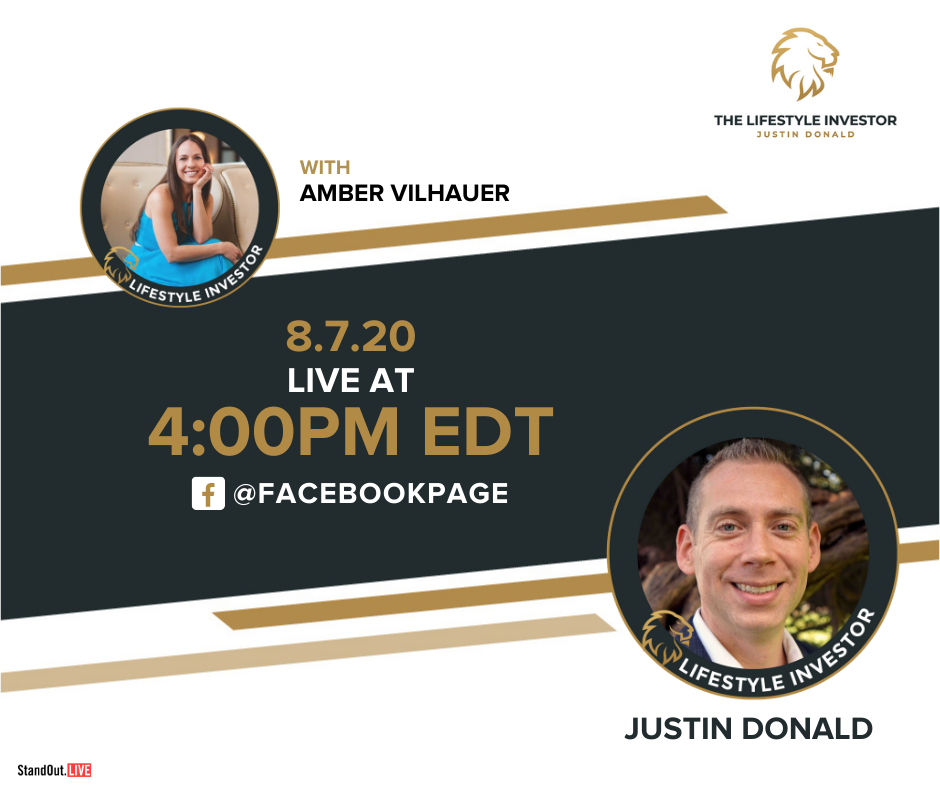 THE LIFESTYLE INVESTOR
JUSTIN DONALD
WITH
AMBER VILHAUER
LIFESTYLE INVESTOR
8.7.20
LIVE AT
4:00PM EDT
@FACEBOOKPAGE
LIFESTYLE INVESTOR
JUSTIN DONALD
StandOut.LIVE